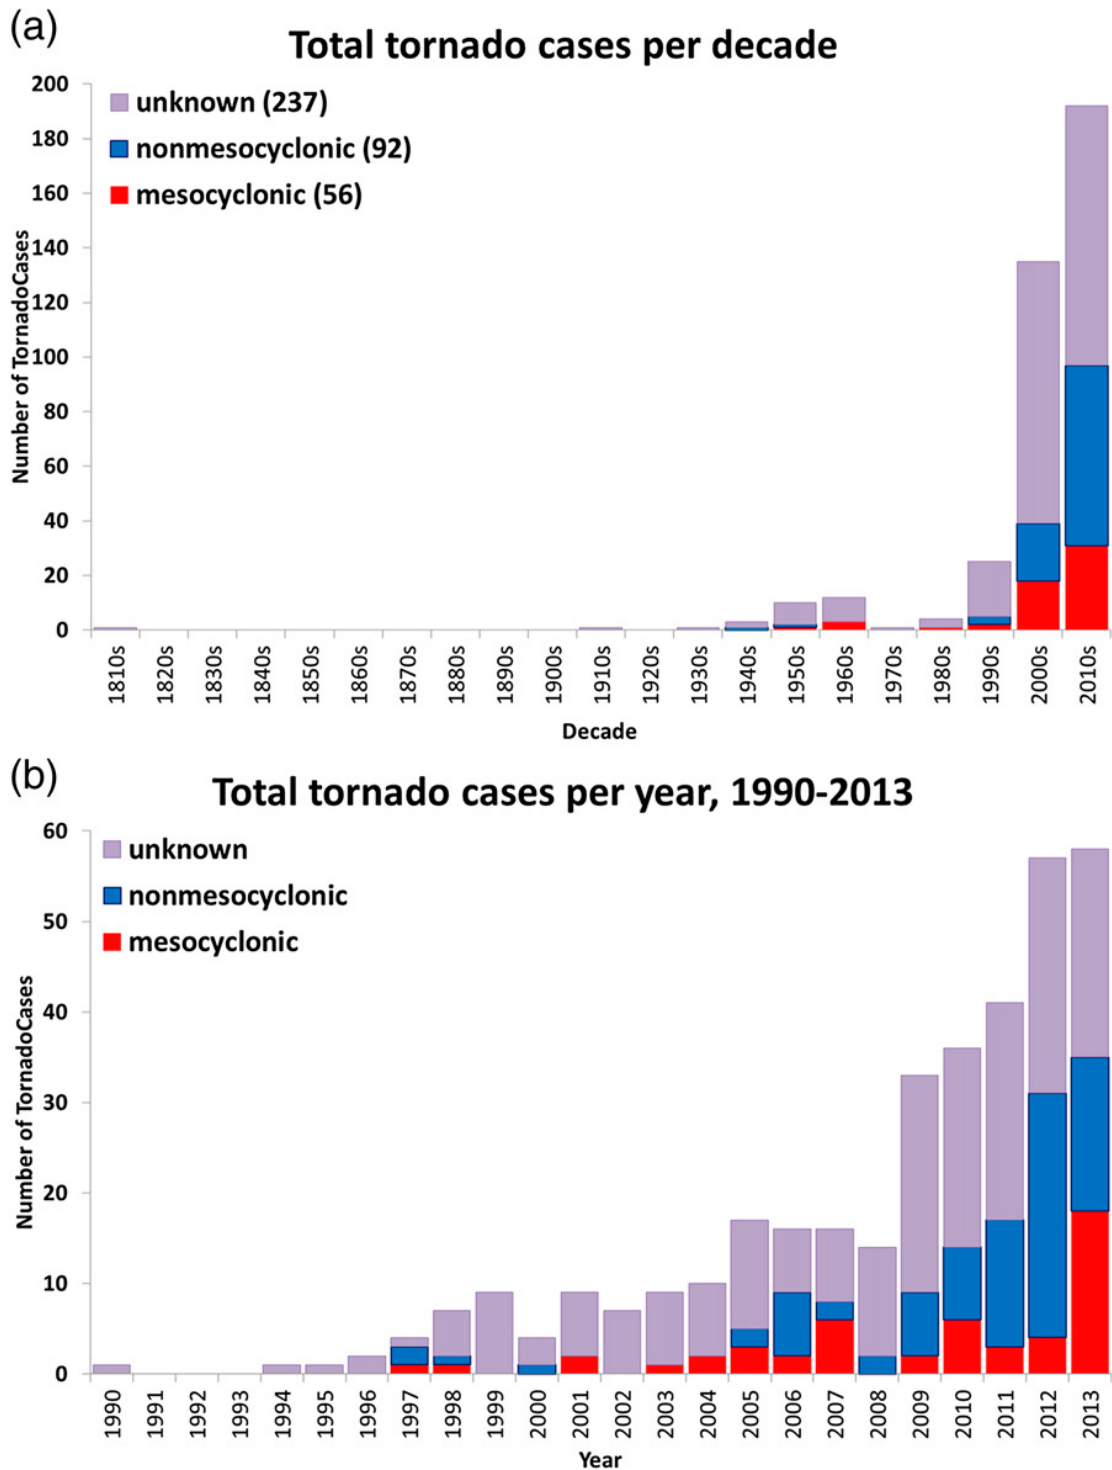 (a)
Total tornado cases per decade
unknown (237)
nonmesocyclonic (92)
mesocyclonic (56)
Number of TornadoCases
200
180
160
140
120
100
80
60
40
20
0
1810s 1820s 1830s 1840s 1850s 1860s 1870s 1880s 1890s 1900s 1910s 1920s 1930s 1940s 1950s 1960s 1970s 1980s 1990s 2000s 2010s
Decade
(b)
Total tornado cases per year, 1990-2013
unknown
nonmesocyclonic
mesocyclonic
Number of TornadoCases
60
50
40
30
20
10
0
1990 1991 1992 1993 1994 1995 1996 1997 1998 1999 2000 2001 2002 2003 2004 2005 2006 2007 2008 2009 2010 2011 2012 2013
Year